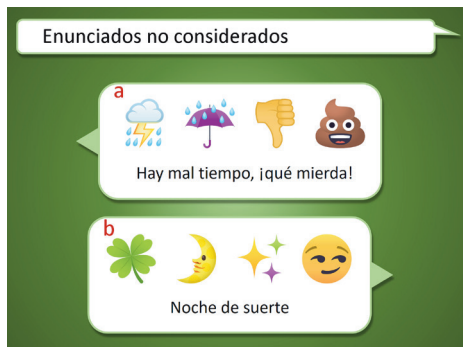 Enunciados no considerados
a
Hay mal tiempo, ¡qué mierda!
b
Noche de suerte